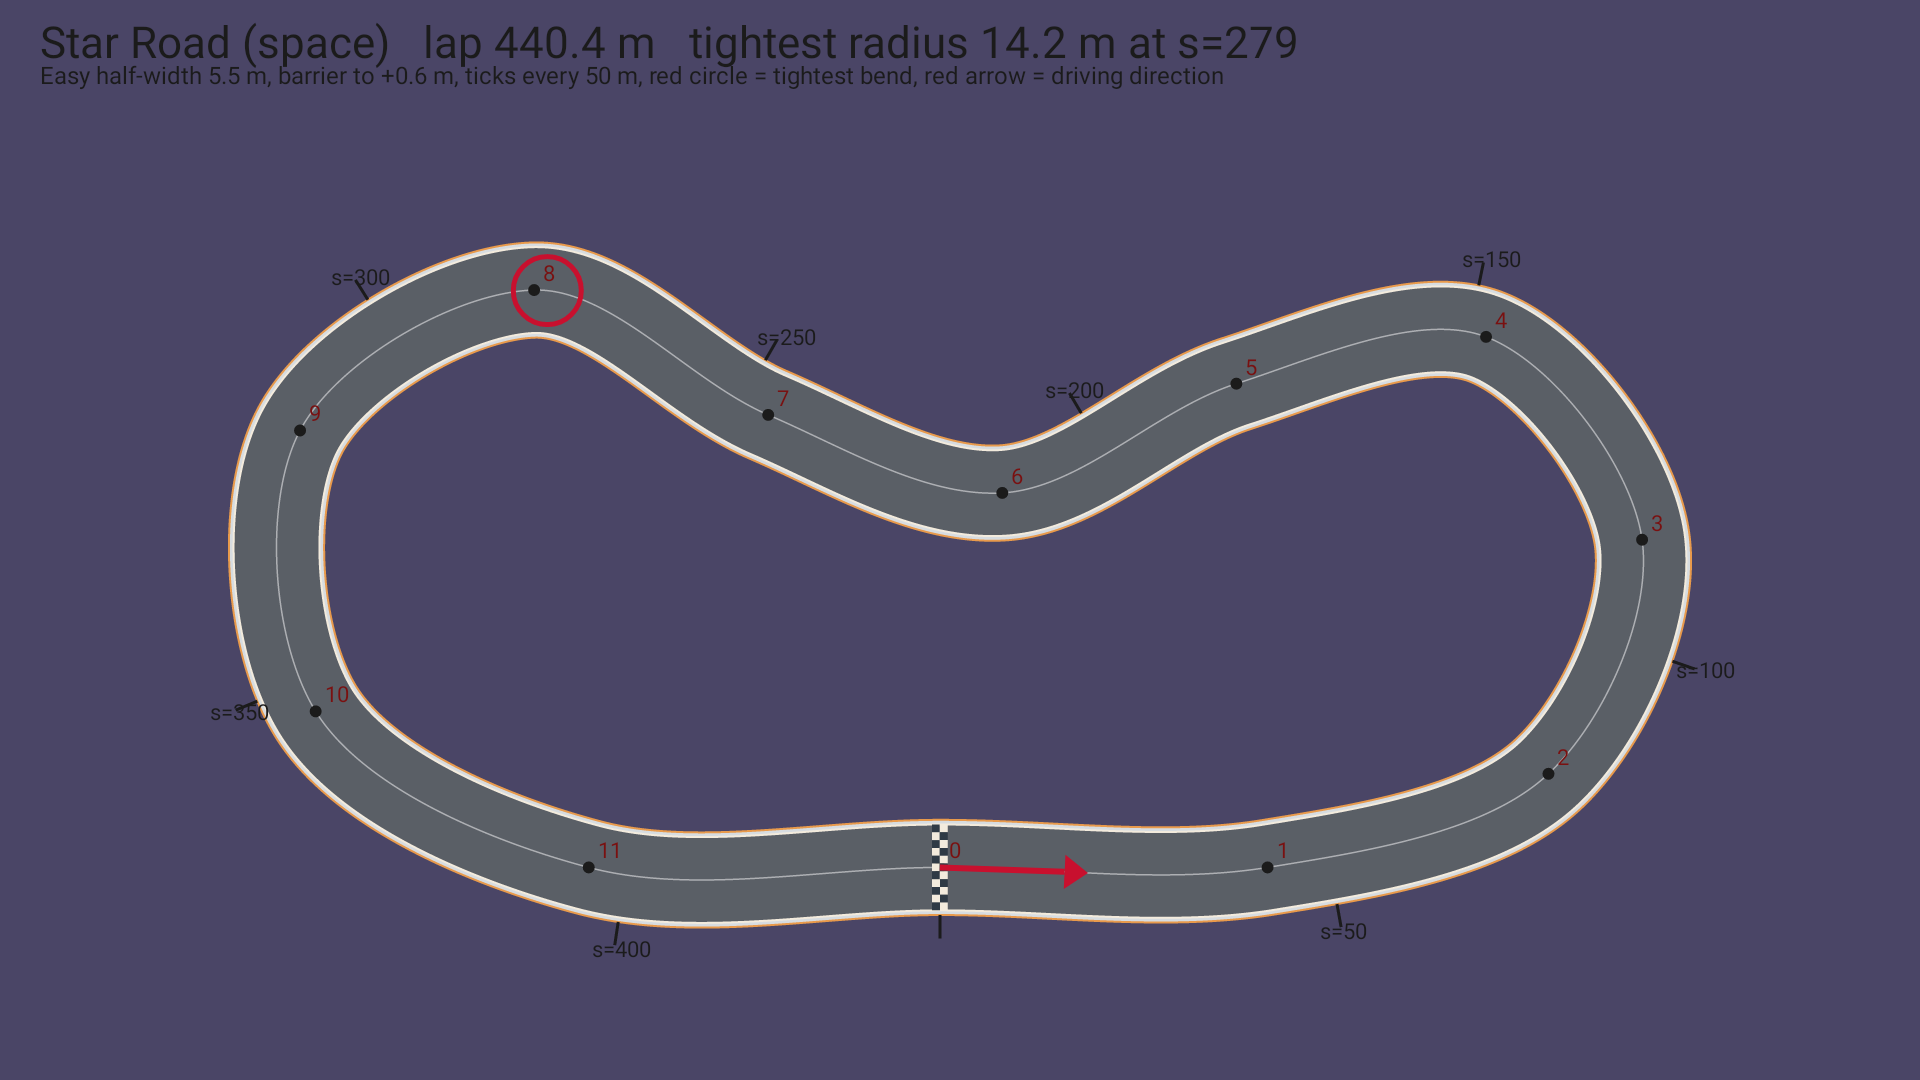 Star Road (space) lap 440.4 m tightest radius 14.2 m at s=279
Easy half-width 5.5 m, barrier to +0.6 m, ticks every 50 m, red circle = tightest bend, red arrow = driving direction
s=150
8
s=300
4
s=250
5
s=200
7
9
6
3
s=100
10
s=350
2
11
0
1
s=50
s=400